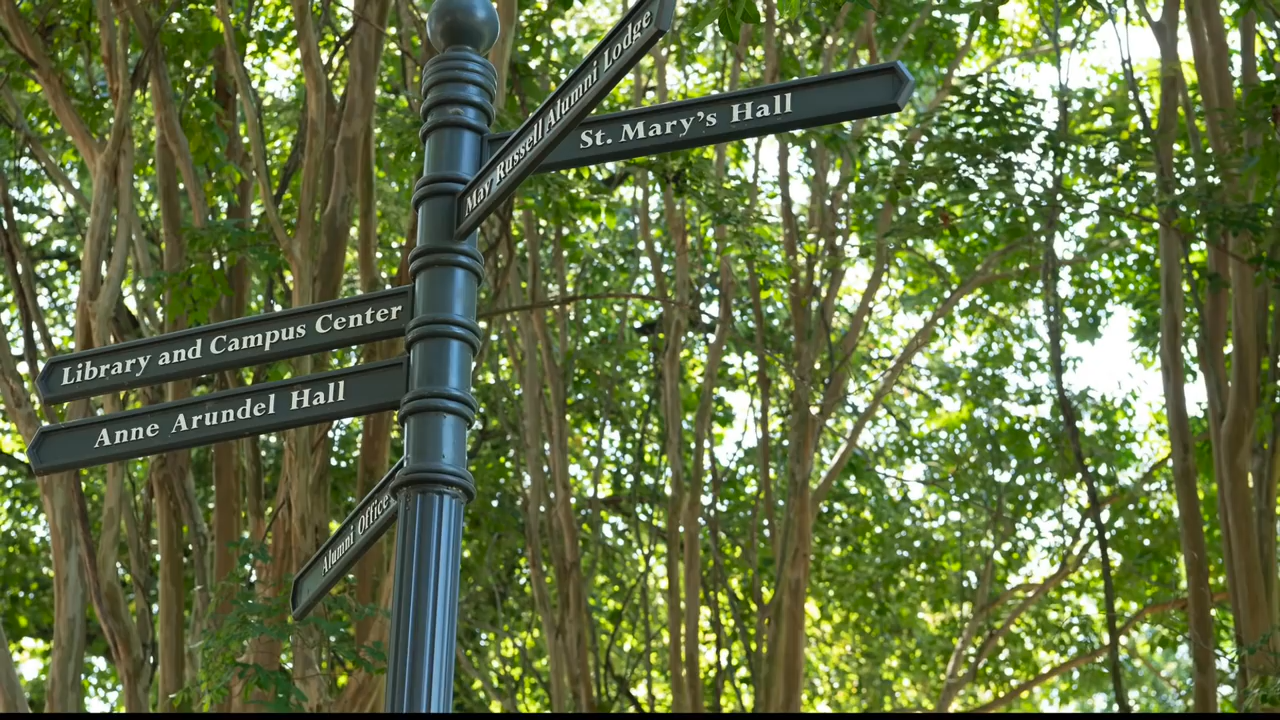 May Russell Alumni Lodge
St. Mary's Hall
Library and Campus Center
Anne Arundel Hall
Alumni Office